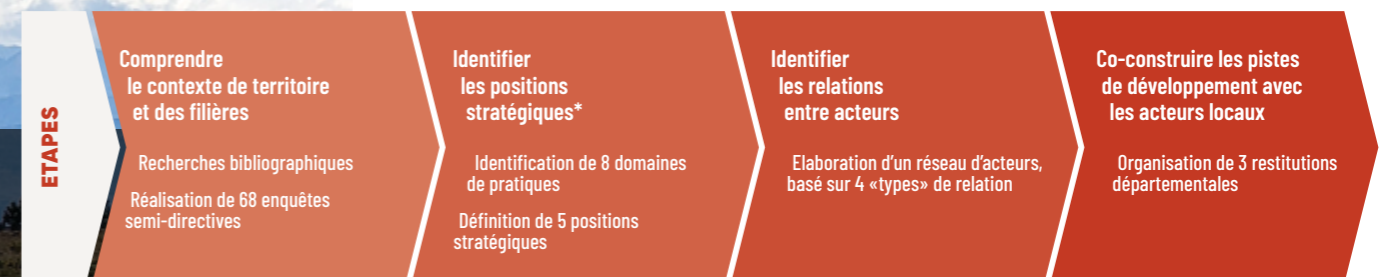 ETAPES
Comprendre
le contexte de territoire
et des filières
Recherches bibliographiques
Réalisation de 68 enquêtes
semi-directives
Identifier
les positions
stratégiques*
Identification de 8 domaines
de pratiques
Définition de 5 positions
stratégiques
Identifier
les relations
entre acteurs
Elaboration d'un réseau d'acteurs,
basé sur 4 «types» de relation
Co-construire les pistes
de développement avec
les acteurs locaux
Organisation de 3 restitutions
départementales